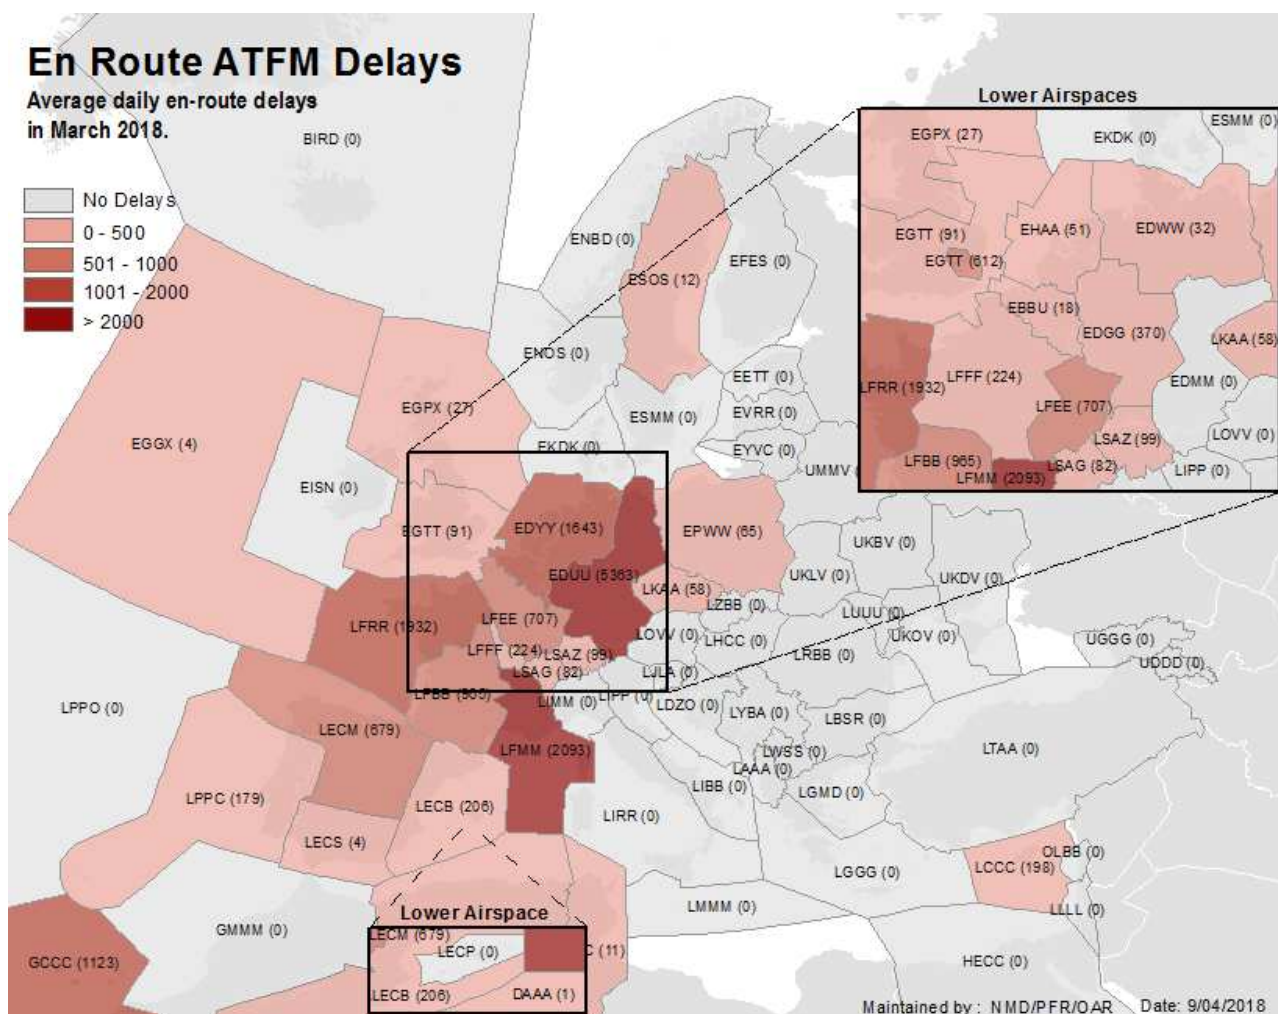 En Route ATFM Delays
Average daily en-route delays
in March 2018.
No Delays
0 - 500
501 - 1000
1001 - 2000
> 2000
BIRD (0)
ENBD (0)
ESOS (12)
EFES (0)
ENOS (0)
EETT (0)
EGPX (27)
ESMM (0)
EVRR (0)
EGGX (4)
EKDK (0)
EYVC (0)
UMMV
EISN (0)
EGTT (91)
EDYY (1643)
EPWW (65)
UKBV (0)
EDUU (5363)
UKLV (0)
UKDV (0)
LKAA (58)
LZBB (0)
LFRR (1932)
LFEE (707)
LOVV (0)
LHCC (0)
LUUU (0)
UKOV (0)
UGGG (0)
LFFF (224)
LSAZ (99)
LRBB (0)
UDDD (0)
LSAG (82)
LJLA (0)
LFBB (965)
LIMM (0)
LIPP (0)
LDZO (0)
LPPO (0)
LECM (679)
LYBA (0)
LBSR (0)
LFMM (2093)
LWSS (0)
LTAA (0)
LAAA (0)
LPPC (179)
LECB (206)
LIBB (0)
LGMD (0)
LIRR (0)
LECS (4)
OLBB (0)
LCCC (198)
LGGG (0)
LMMM (0)
LLLL (0)
GMMM (0)
GCCC (1123)
C (11)
HECC (0)
Lower Airspace
LECM (679)
LECP (0)
LECB (206)
DAAA (1)
Lower Airspaces
EGPX (27)
EKDK (0)
ESMM (0)
EGTT (91)
EHAA (51)
EDWW (32)
EGTT (612)
EBBU (18)
EDGG (370)
LKAA (58)
LFRR (1932)
LFFF (224)
EDMM (0)
LFEE (707)
LSAZ (99)
LOVV (0)
LFBB (965)
LSAG (82)
LIPP (0)
LFMM (2093)
Maintained by : NMD/PFR/OAR Date: 9/04/2018